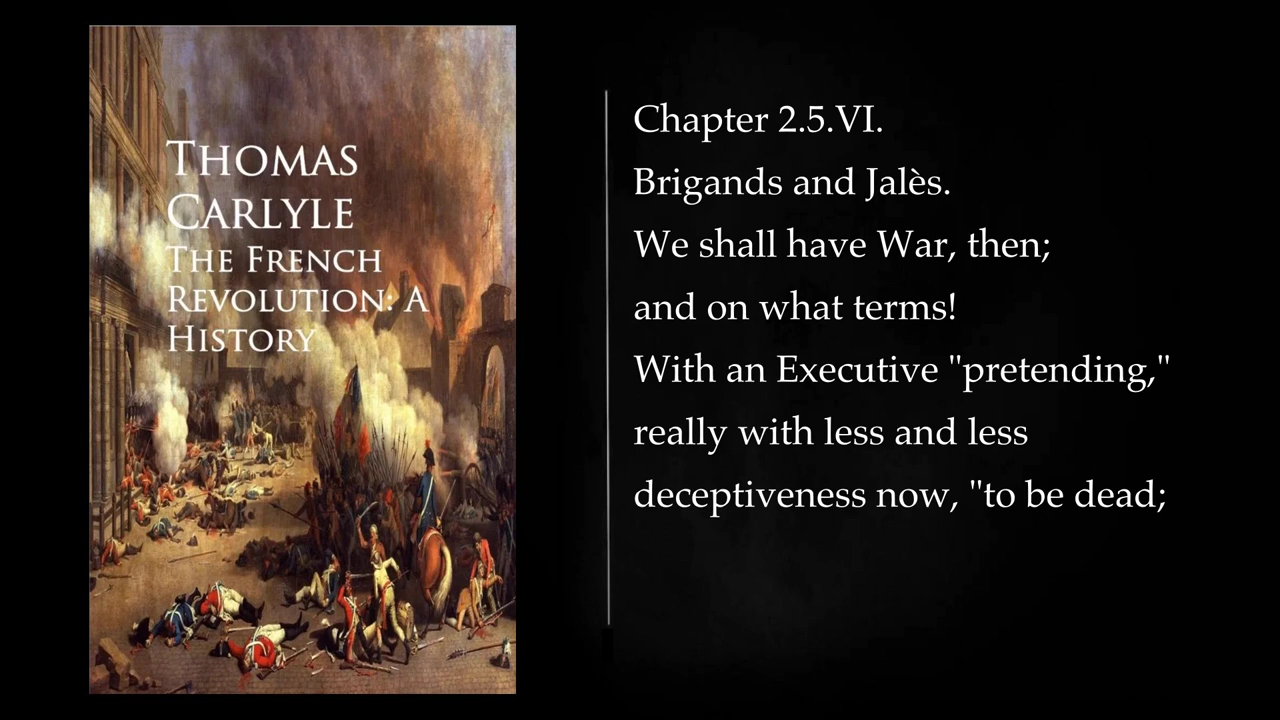 THOMAS
CARLYLE
THE FRENCH
REVOLUTION: A
HISTORY
Chapter 2.5.VI.
Brigands and Jalès.
We shall have War, then;
and on what terms!
With an Executive "pretending,"
really with less and less
deceptiveness now, "to be dead;